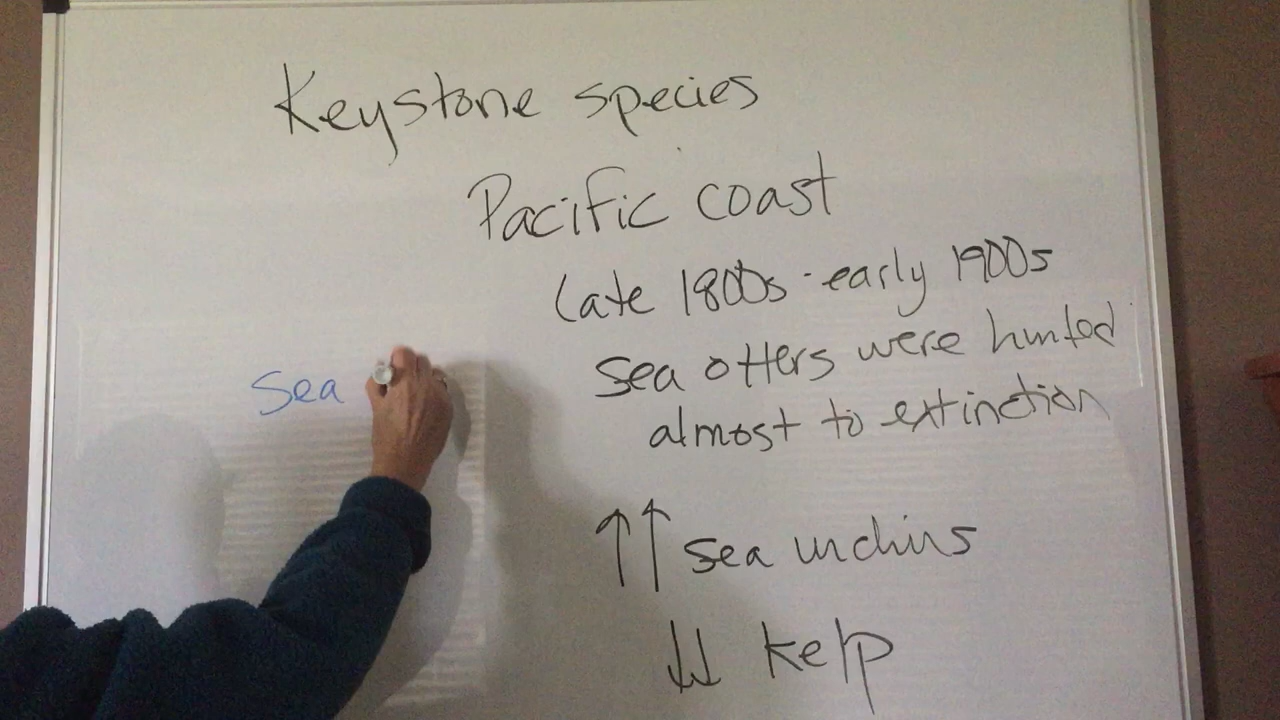 Keystone species
Pacific coast
Late 1800s - early 1900s
sea otters were hunted
almost to extinction
Sea
↑↑ sea urchins
↓↓ kelp